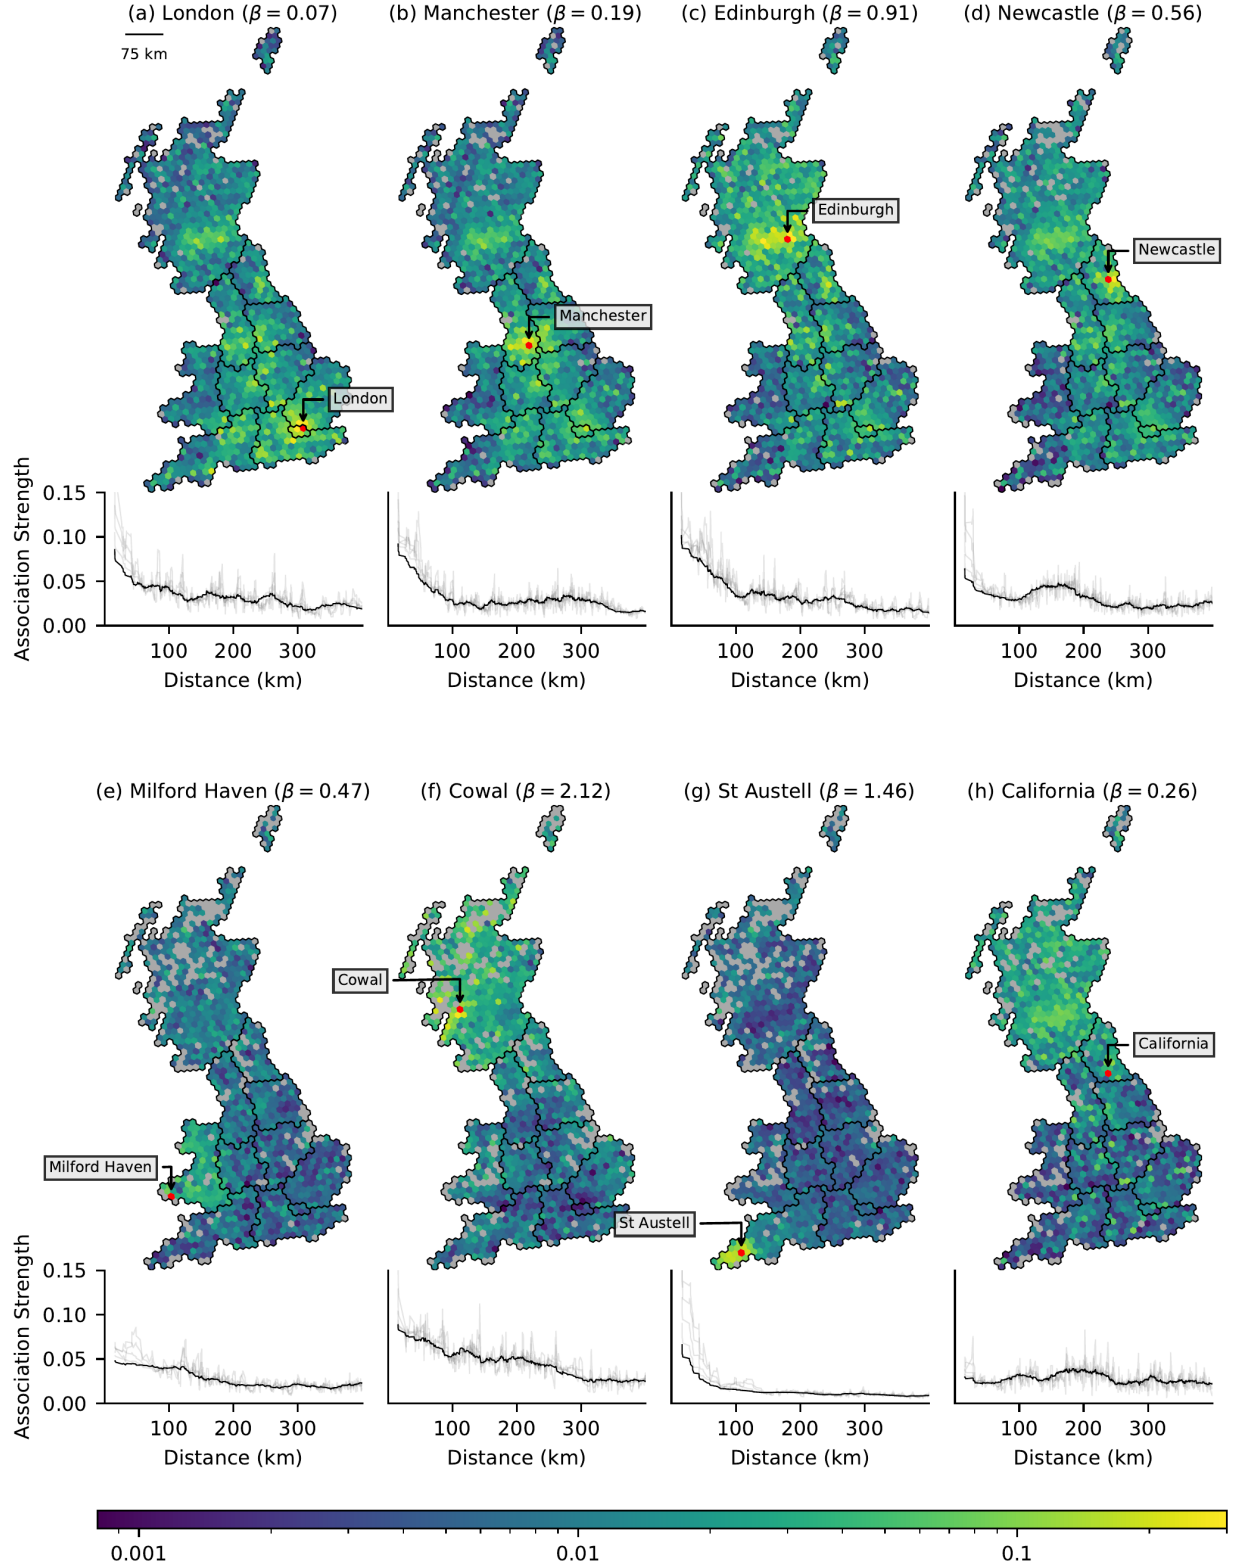 (a) London (β = 0.07)
(b) Manchester (β = 0.19)
(c) Edinburgh (β = 0.91)
(d) Newcastle (β = 0.56)
75 km
London
Manchester
Edinburgh
Newcastle
Association Strength
0.15
0.10
0.05
0.00
100 200 300
100 200 300
100 200 300
100 200 300
Distance (km)
Distance (km)
Distance (km)
Distance (km)
(e) Milford Haven (β = 0.47)
(f) Cowal (β = 2.12)
(g) St Austell (β = 1.46)
(h) California (β = 0.26)
Milford Haven
Cowal
St Austell
California
Association Strength
0.15
0.10
0.05
0.00
100 200 300
100 200 300
100 200 300
100 200 300
Distance (km)
Distance (km)
Distance (km)
Distance (km)
0.001 0.01 0.1